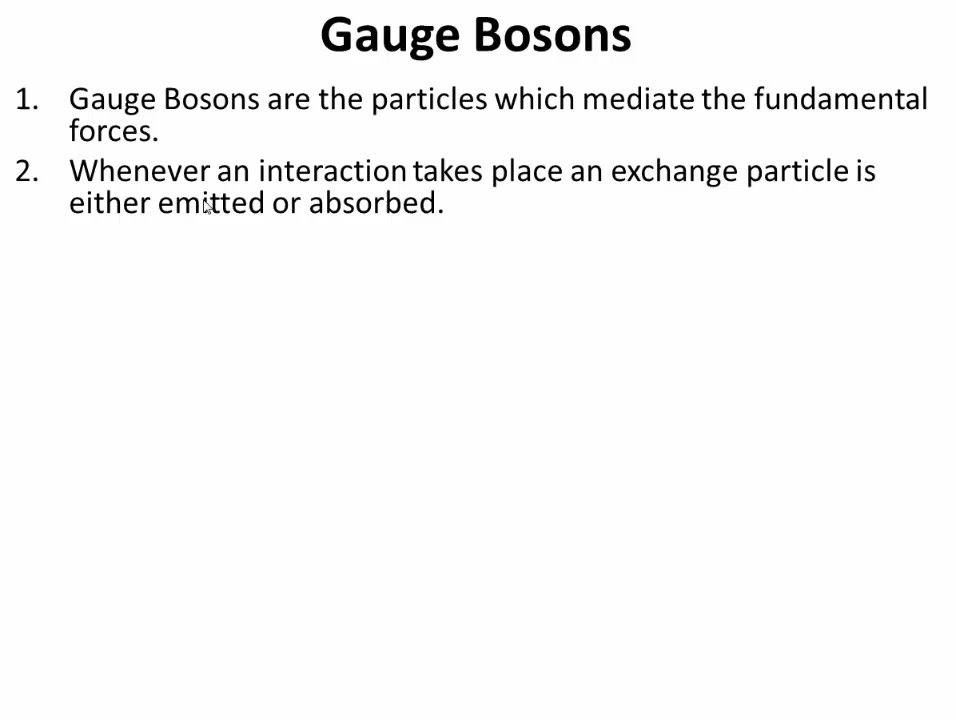 Gauge Bosons
1. Gauge Bosons are the particles which mediate the fundamental
forces.
2. Whenever an interaction takes place an exchange particle is
either emitted or absorbed.